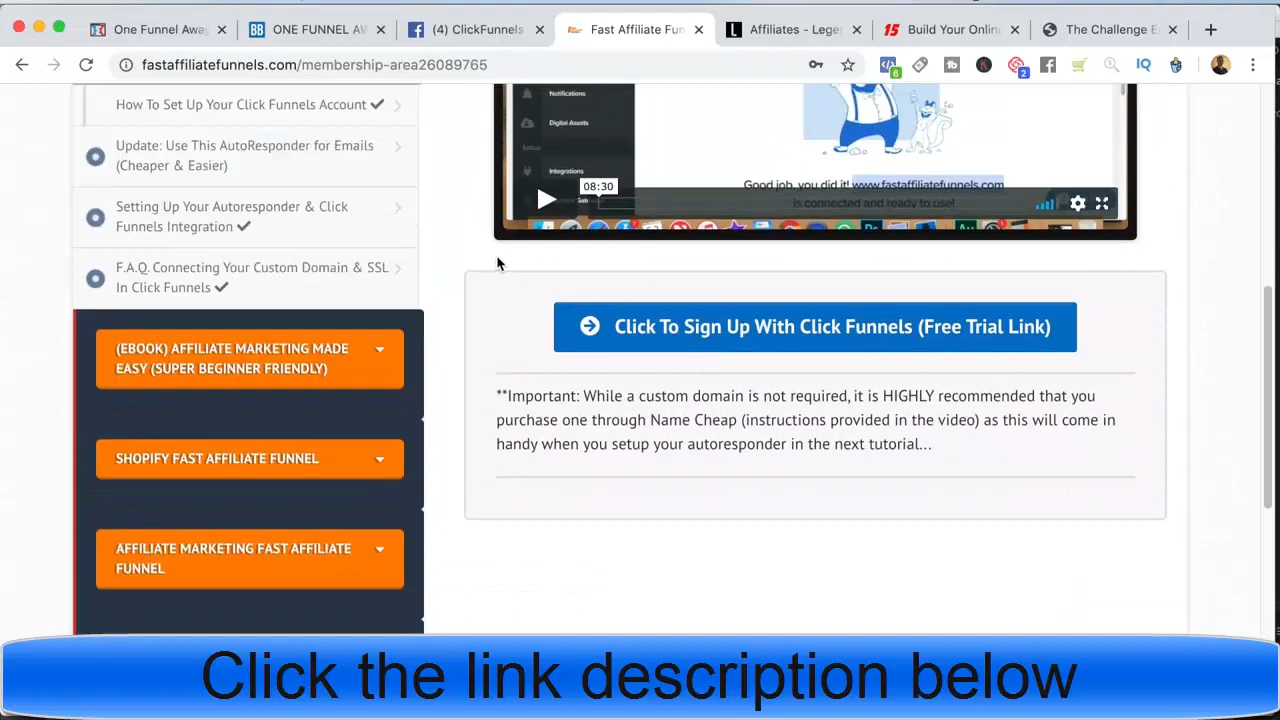 One Funnel Awa
ONE FUNNEL AW
(4) ClickFunnels
Fast Affiliate Fun
Affiliates - Lege
Build Your Onlin
The Challenge E
fastaffiliatefunnels.com/membership-area26089765
6
2
IQ
How To Set Up Your Click Funnels Account
Update: Use This AutoResponder for Emails
(Cheaper & Easier)
Setting Up Your Autoresponder & Click
Funnels Integration
F.A.Q. Connecting Your Custom Domain & SSL
In Click Funnels
(EBOOK) AFFILIATE MARKETING MADE
EASY (SUPER BEGINNER FRIENDLY)
SHOPIFY FAST AFFILIATE FUNNEL
AFFILIATE MARKETING FAST AFFILIATE
FUNNEL
Notifications
Digital Assets
Integrations
08:30
Good job, you did it! www.fastaffiliatefunnels.com
is connected and ready to use!
Click To Sign Up With Click Funnels (Free Trial Link)
**Important: While a custom domain is not required, it is HIGHLY recommended that you
purchase one through Name Cheap (instructions provided in the video) as this will come in
handy when you setup your autoresponder in the next tutorial...
Click the link description below